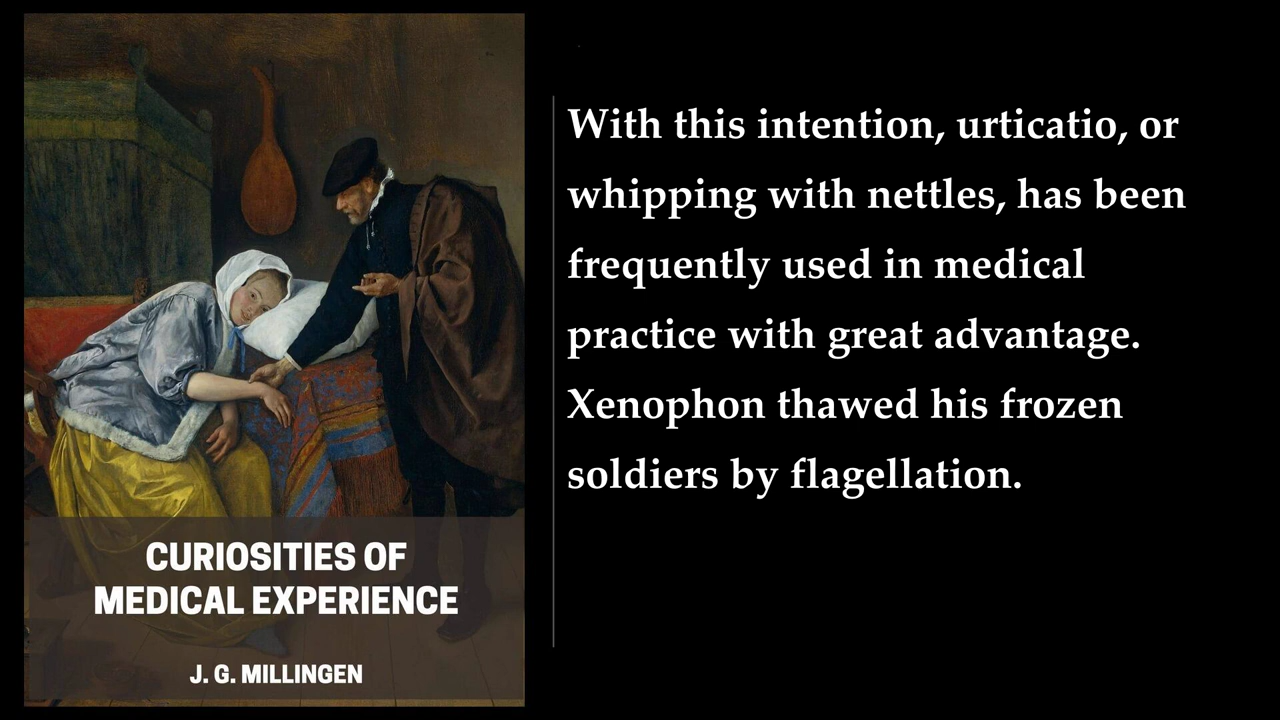 CURIOSITIES OF
MEDICAL EXPERIENCE
J. G. MILLINGEN
With this intention, urticatio, or
whipping with nettles, has been
frequently used in medical
practice with great advantage.
Xenophon thawed his frozen
soldiers by flagellation.